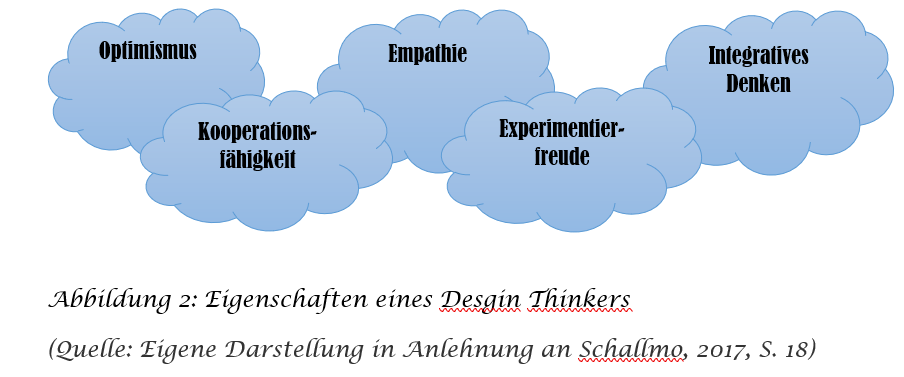 Optimismus
Empathie
Integratives
Denken
Kooperations-
fähigkeit
Experimentier-
freude
Abbildung 2: Eigenschaften eines Desgin Thinkers
(Quelle: Eigene Darstellung in Anlehnung an Schallmo, 2017, S. 18)